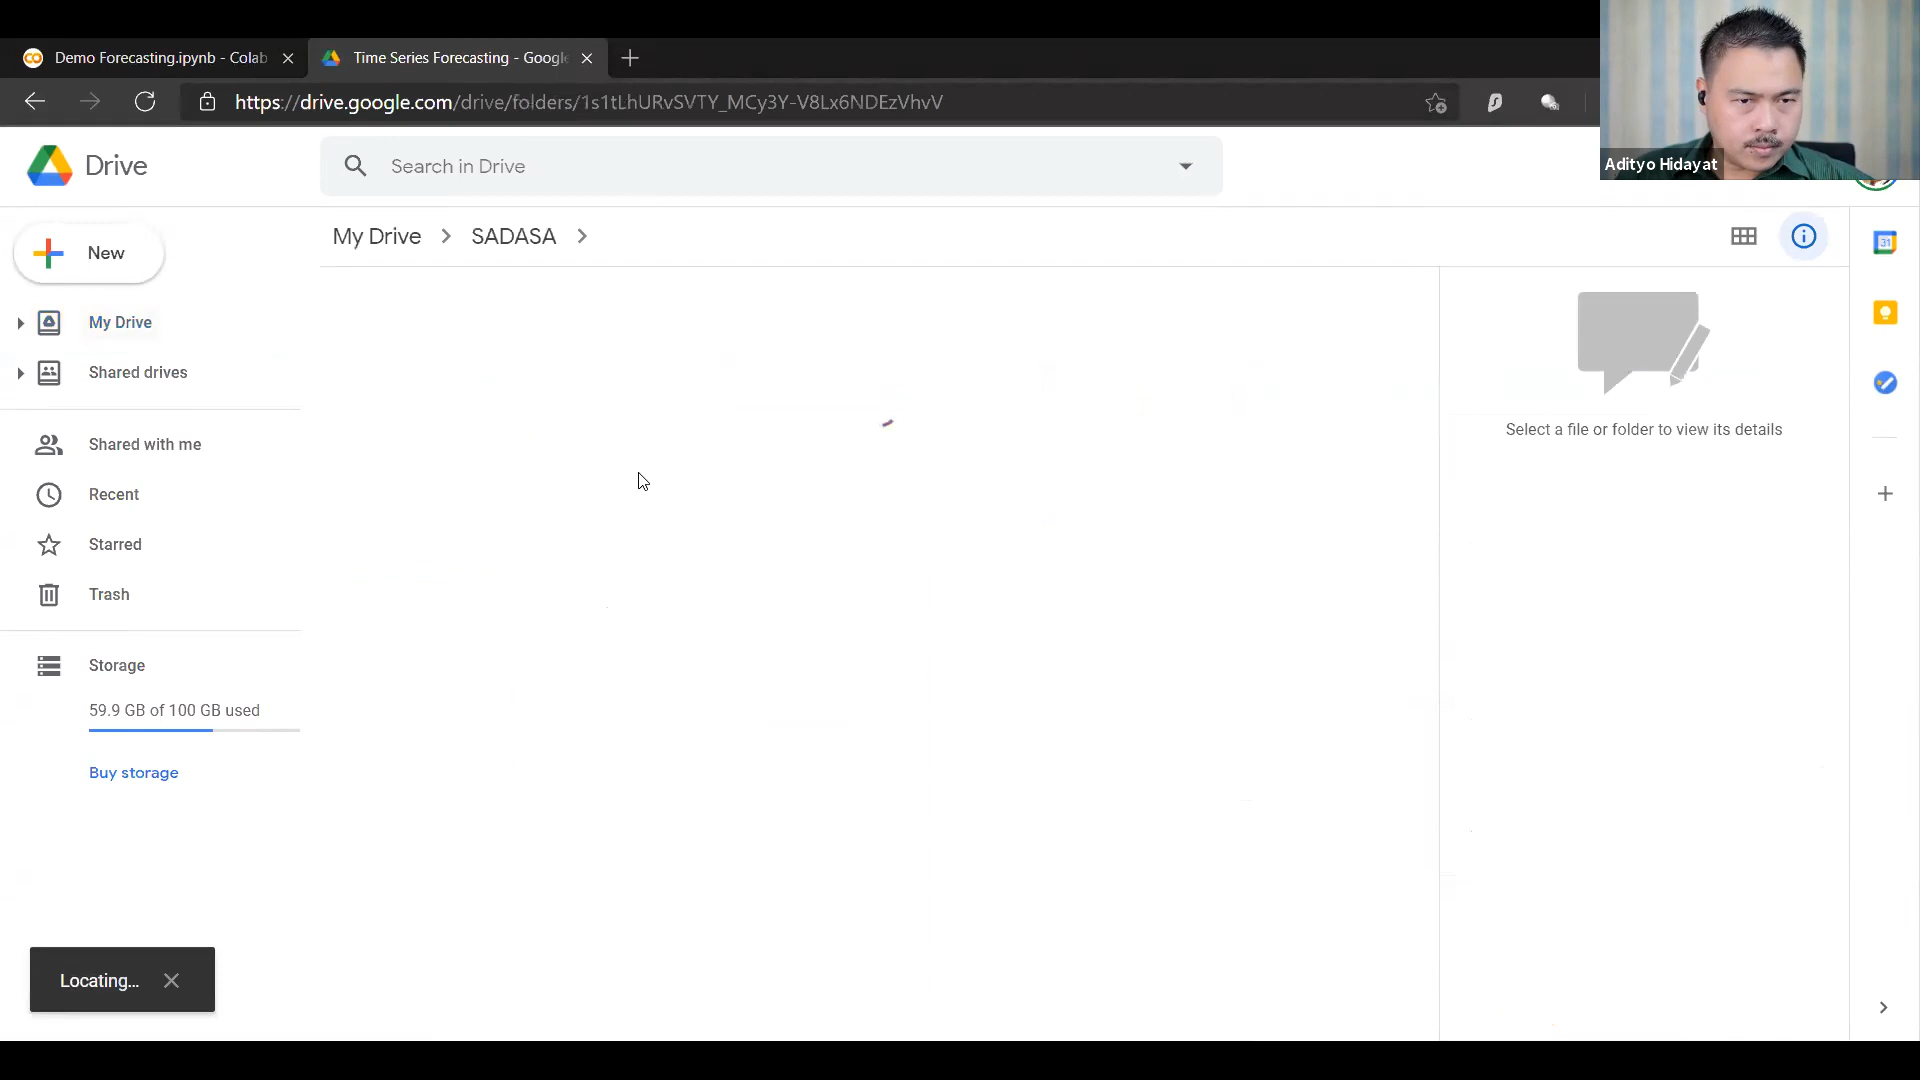 Demo Forecasting.ipynb - Colab
Time Series Forecasting - Google
https://drive.google.com/drive/folders/1s1tLhURvSVTY_MCy3Y-V8Lx6NDEzVhvV
Adityo Hidayat
Drive
Search in Drive
My Drive
SADASA
New
31
My Drive
Shared drives
Select a file or folder to view its details
Shared with me
Recent
Starred
Trash
Storage
59.9 GB of 100 GB used
Buy storage
Locating...